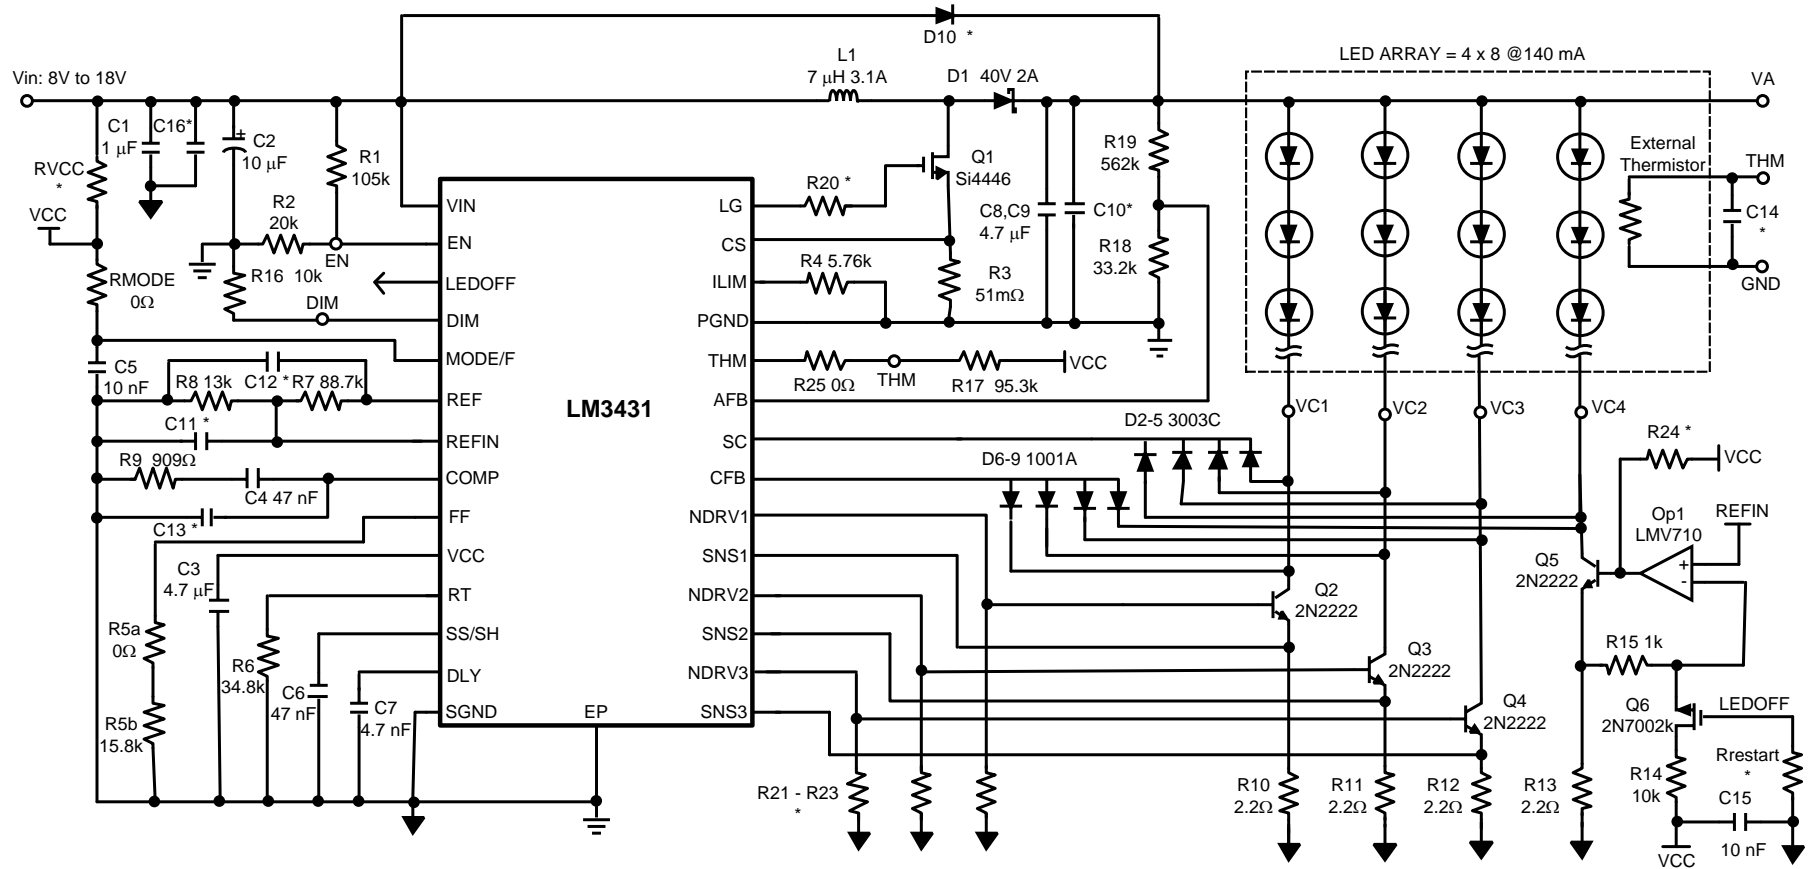 D10 *
L1
7 μH 3.1A
D1 40V 2A
LED ARRAY = 4 x 8 @140 mA
Vin: 8V to 18V
VA
C1
1 μF
C16*
+
C2
10 μF
R1
105k
RVCC
*
VCC
R2
20k
EN
R16 10k
RMODE
0Ω
DIM
C5
10 nF
R8 13k
C12 *
R7 88.7k
C11 *
R9 909Ω
C4 47 nF
C13 *
C3
4.7 μF
R5a
0Ω
R5b
15.8k
R6
34.8k
C6
47 nF
C7
4.7 nF
VIN
EN
LEDOFF
DIM
MODE/F
REF
REFIN
COMP
FF
VCC
RT
SS/SH
DLY
SGND
EP
LM3431
LG
CS
ILIM
PGND
THM
AFB
SC
CFB
NDRV1
SNS1
NDRV2
SNS2
NDRV3
SNS3
R20 *
Q1
Si4446
R4 5.76k
R3
51mΩ
C8,C9
4.7 μF
C10*
R19
562k
R18
33.2k
R25 0Ω
THM
R17 95.3k
VCC
External
Thermistor
THM
C14
*
GND
VC1
VC2
VC3
VC4
D2-5 3003C
D6-9 1001A
R24 *
VCC
Op1
LMV710
REFIN
+
-
Q5
2N2222
Q2
2N2222
Q3
2N2222
Q4
2N2222
R15 1k
Q6
2N7002k
LEDOFF
R21 - R23
*
R10
2.2Ω
R11
2.2Ω
R12
2.2Ω
R13
2.2Ω
R14
10k
Rrestart
*
C15
10 nF
VCC